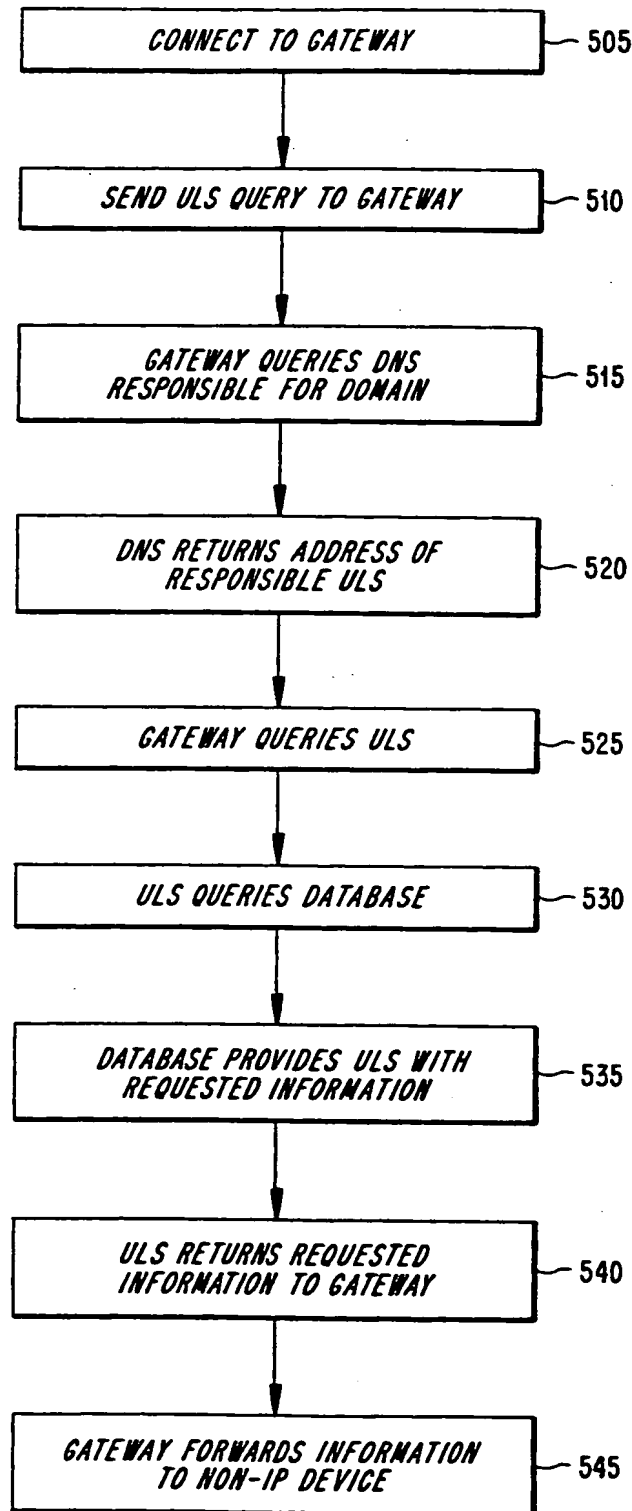 CONNECT TO GATEWAY 505
SEND ULS QUERY TO GATEWAY 510
GATEWAY QUERIES DNS
RESPONSIBLE FOR DOMAIN 515
DNS RETURNS ADDRESS OF
RESPONSIBLE ULS 520
GATEWAY QUERIES ULS 525
ULS QUERIES DATABASE 530
DATABASE PROVIDES ULS WITH
REQUESTED INFORMATION 535
ULS RETURNS REQUESTED
INFORMATION TO GATEWAY 540
GATEWAY FORWARDS INFORMATION
TO NON-IP DEVICE 545